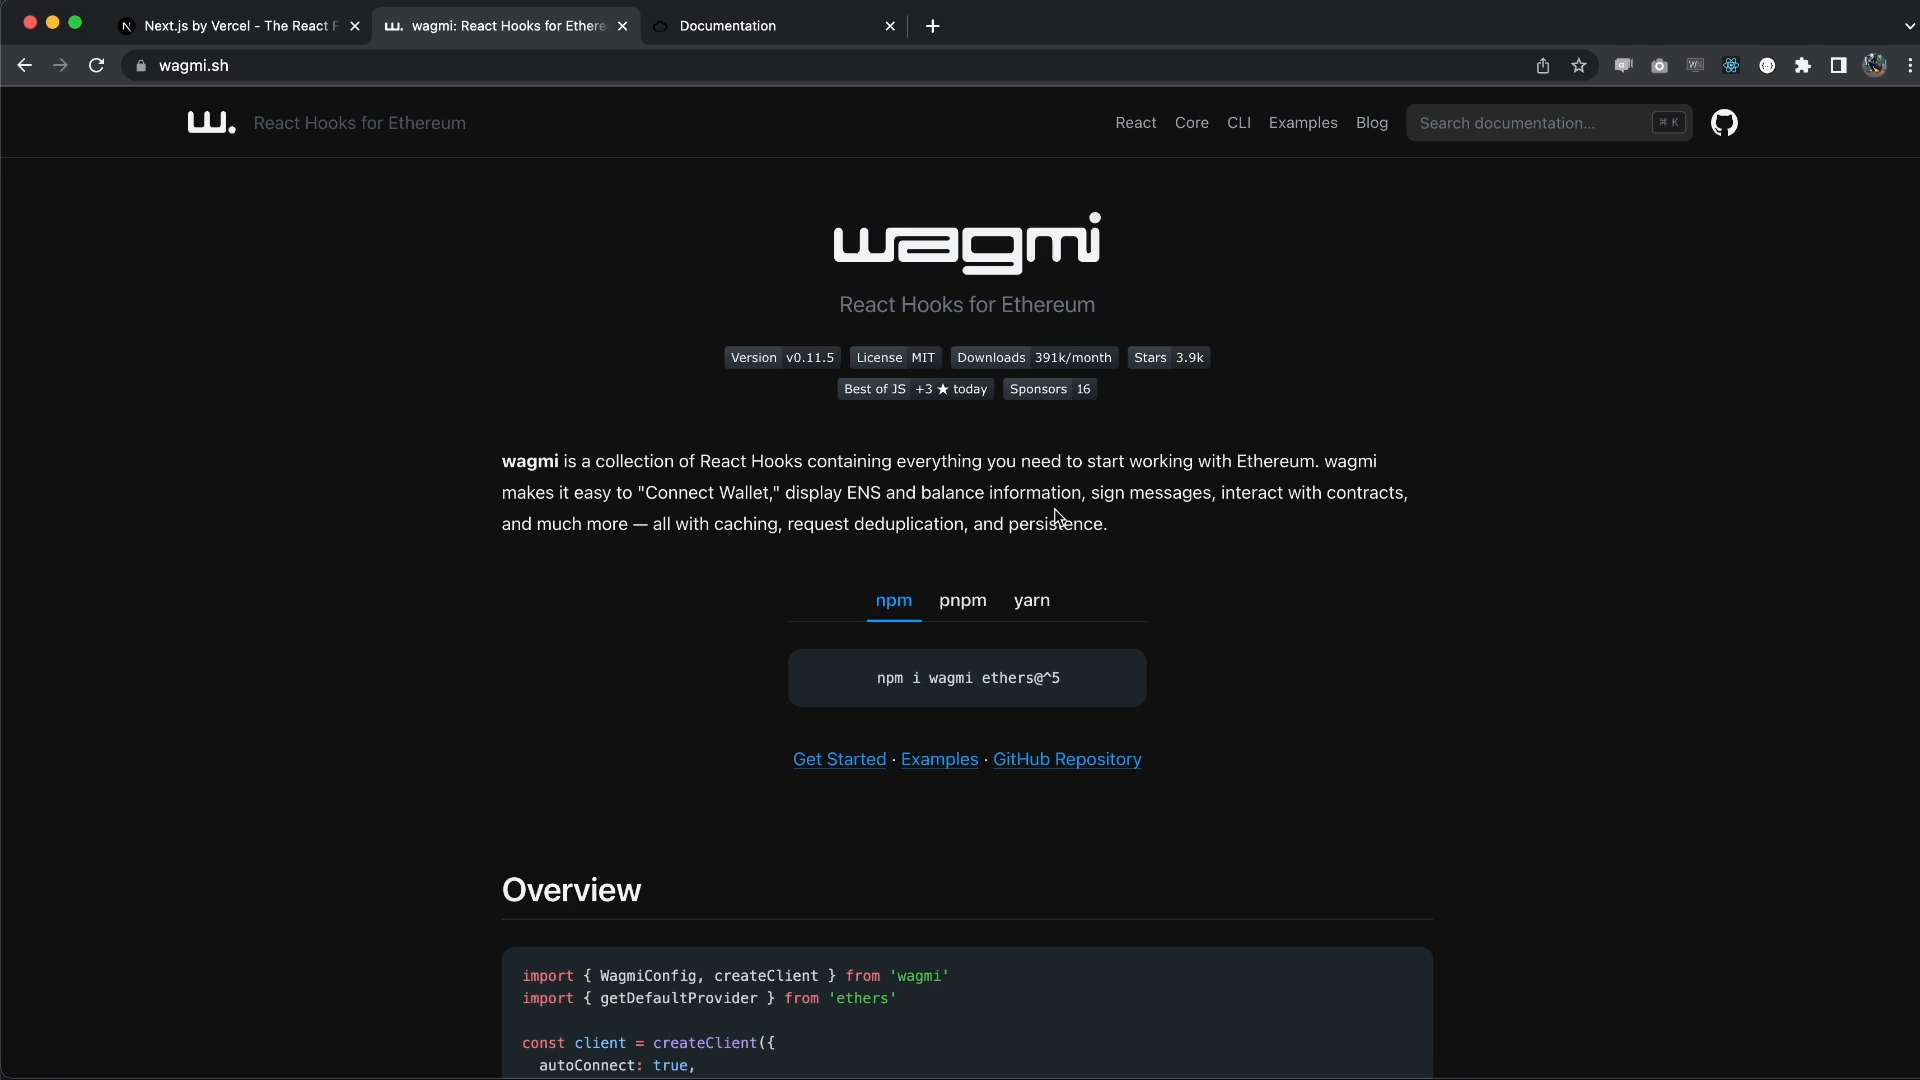 Next.js by Vercel - The React F
wagmi: React Hooks for Ethere
Documentation
wagmi.sh
React Hooks for Ethereum
React Core CLI Examples Blog
Search documentation...
⌘ K
wagmi
React Hooks for Ethereum
Version v0.11.5 License MIT Downloads 391k/month Stars 3.9k
Best of JS +3 ★ today Sponsors 16
wagmi is a collection of React Hooks containing everything you need to start working with Ethereum. wagmi
makes it easy to "Connect Wallet," display ENS and balance information, sign messages, interact with contracts,
and much more — all with caching, request deduplication, and persistence.
npm pnpm yarn
npm i wagmi ethers@^5
Get Started · Examples · GitHub Repository
Overview
import { WagmiConfig, createClient } from 'wagmi'
import { getDefaultProvider } from 'ethers'
const client = createClient({
autoConnect: true,